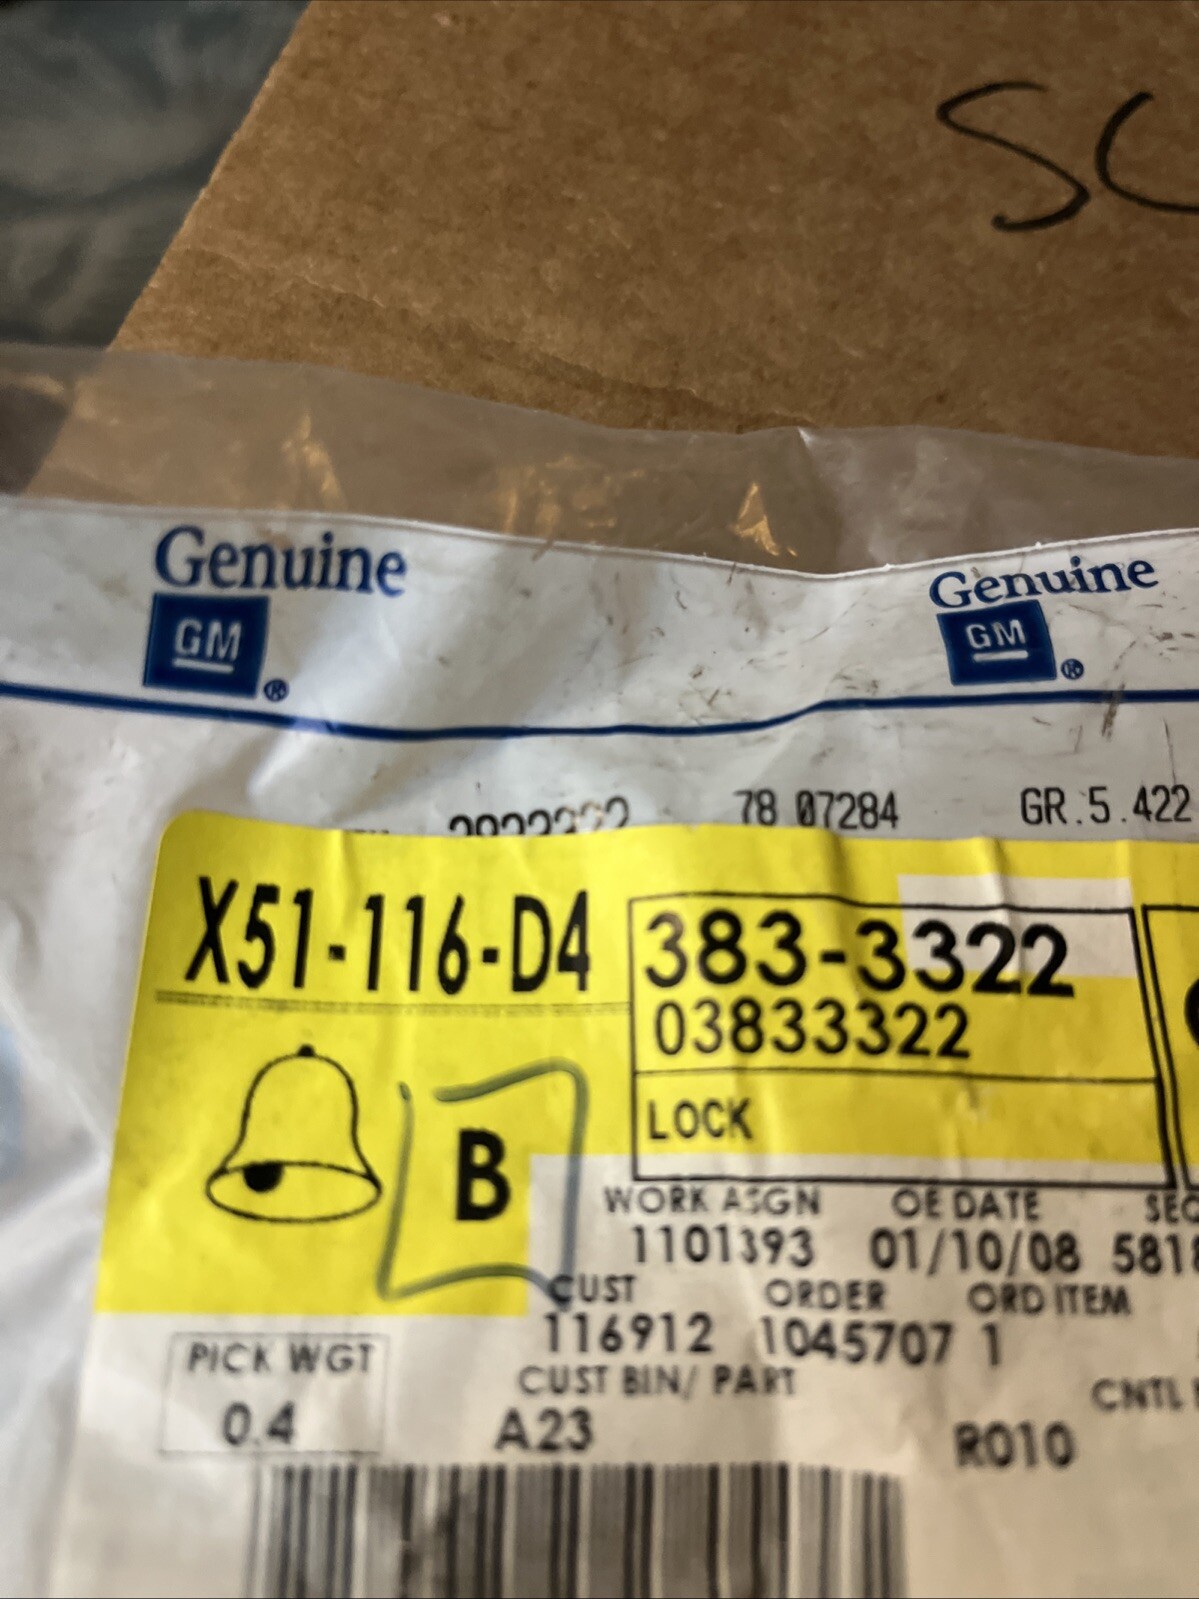 Genuine
GM
®
Genuine
GM
®
78 07284
GR.5.422
X51-116-D4
383-3322
03833322
LOCK
B
WORK ASGN
OE DATE
1101393
01/10/08
CUST
ORDER
ORD ITEM
116912
1045707
1
PICK WGT
0.4
CUST BIN/ PART
A23
R010
CNTL